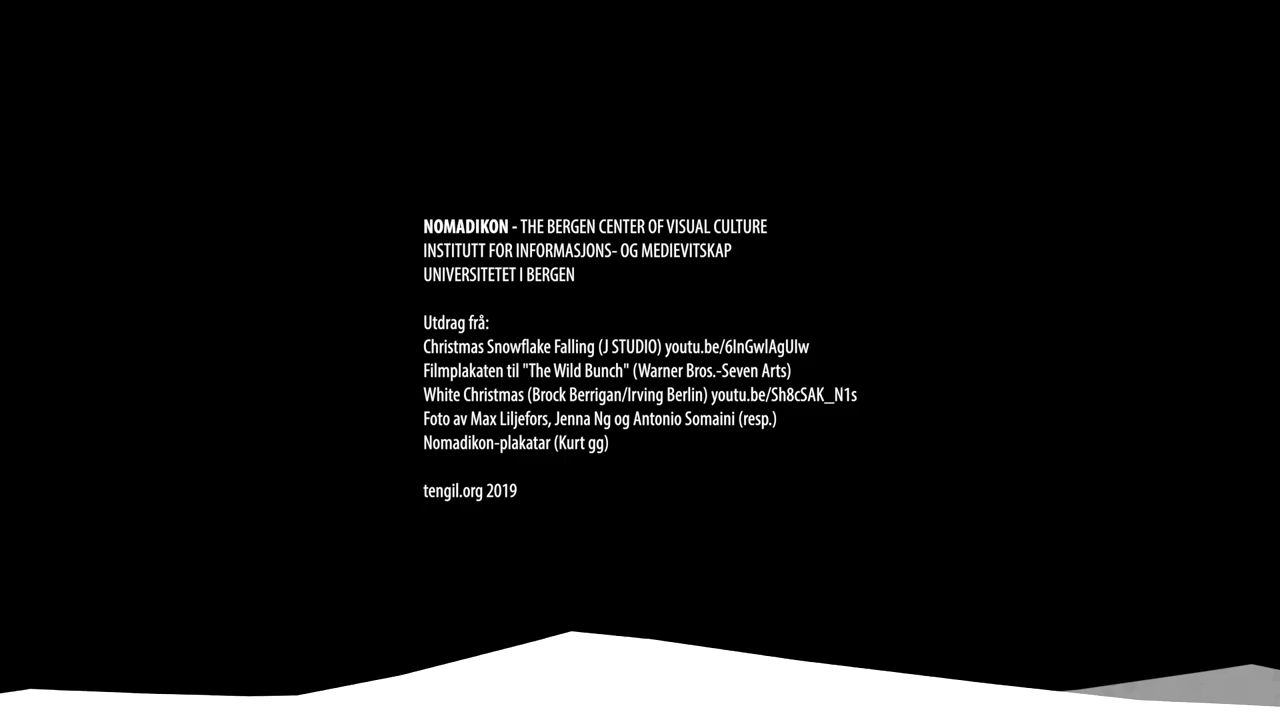 NOMADIKON - THE BERGEN CENTER OF VISUAL CULTURE
INSTITUTT FOR INFORMASJONS- OG MEDIEVITSKAP
UNIVERSITETET I BERGEN
Utdrag frå:
Christmas Snowflake Falling (J STUDIO) youtu.be/6lnGwlAgUlw
Filmplakaten til "The Wild Bunch" (Warner Bros.-Seven Arts)
White Christmas (Brock Berrigan/Irving Berlin) youtu.be/Sh8cSAK_N1s
Foto av Max Liljefors, Jenna Ng og Antonio Somaini (resp.)
Nomadikon-plakatar (Kurt gg)
tengil.org 2019